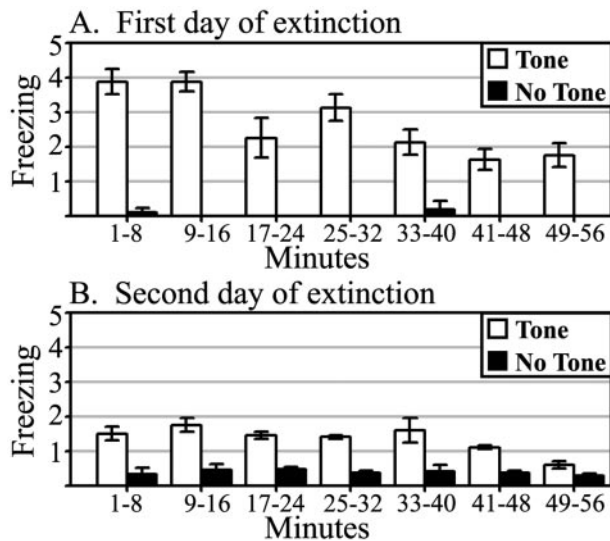 A. First day of extinction
5
4
3
2
1
Freezing
Tone
No Tone
1-8 9-16 17-24 25-32 33-40 41-48 49-56
Minutes
B. Second day of extinction
5
4
3
2
1
Freezing
Tone
No Tone
1-8 9-16 17-24 25-32 33-40 41-48 49-56
Minutes